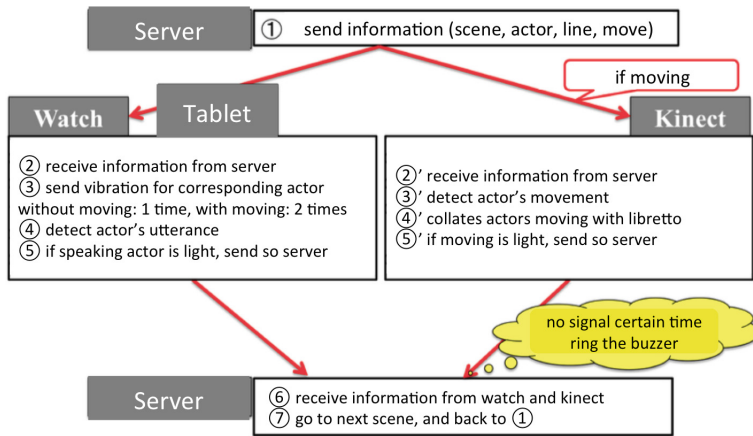 Server
① send information (scene, actor, line, move)
if moving
Watch
Tablet
Kinect
② receive information from server
③ send vibration for corresponding actor
without moving: 1 time, with moving: 2 times
④ detect actor's utterance
⑤ if speaking actor is light, send so server
②' receive information from server
③' detect actor's movement
④' collates actors moving with libretto
⑤' if moving is light, send so server
no signal certain time
ring the buzzer
Server
⑥ receive information from watch and kinect
⑦ go to next scene, and back to ①